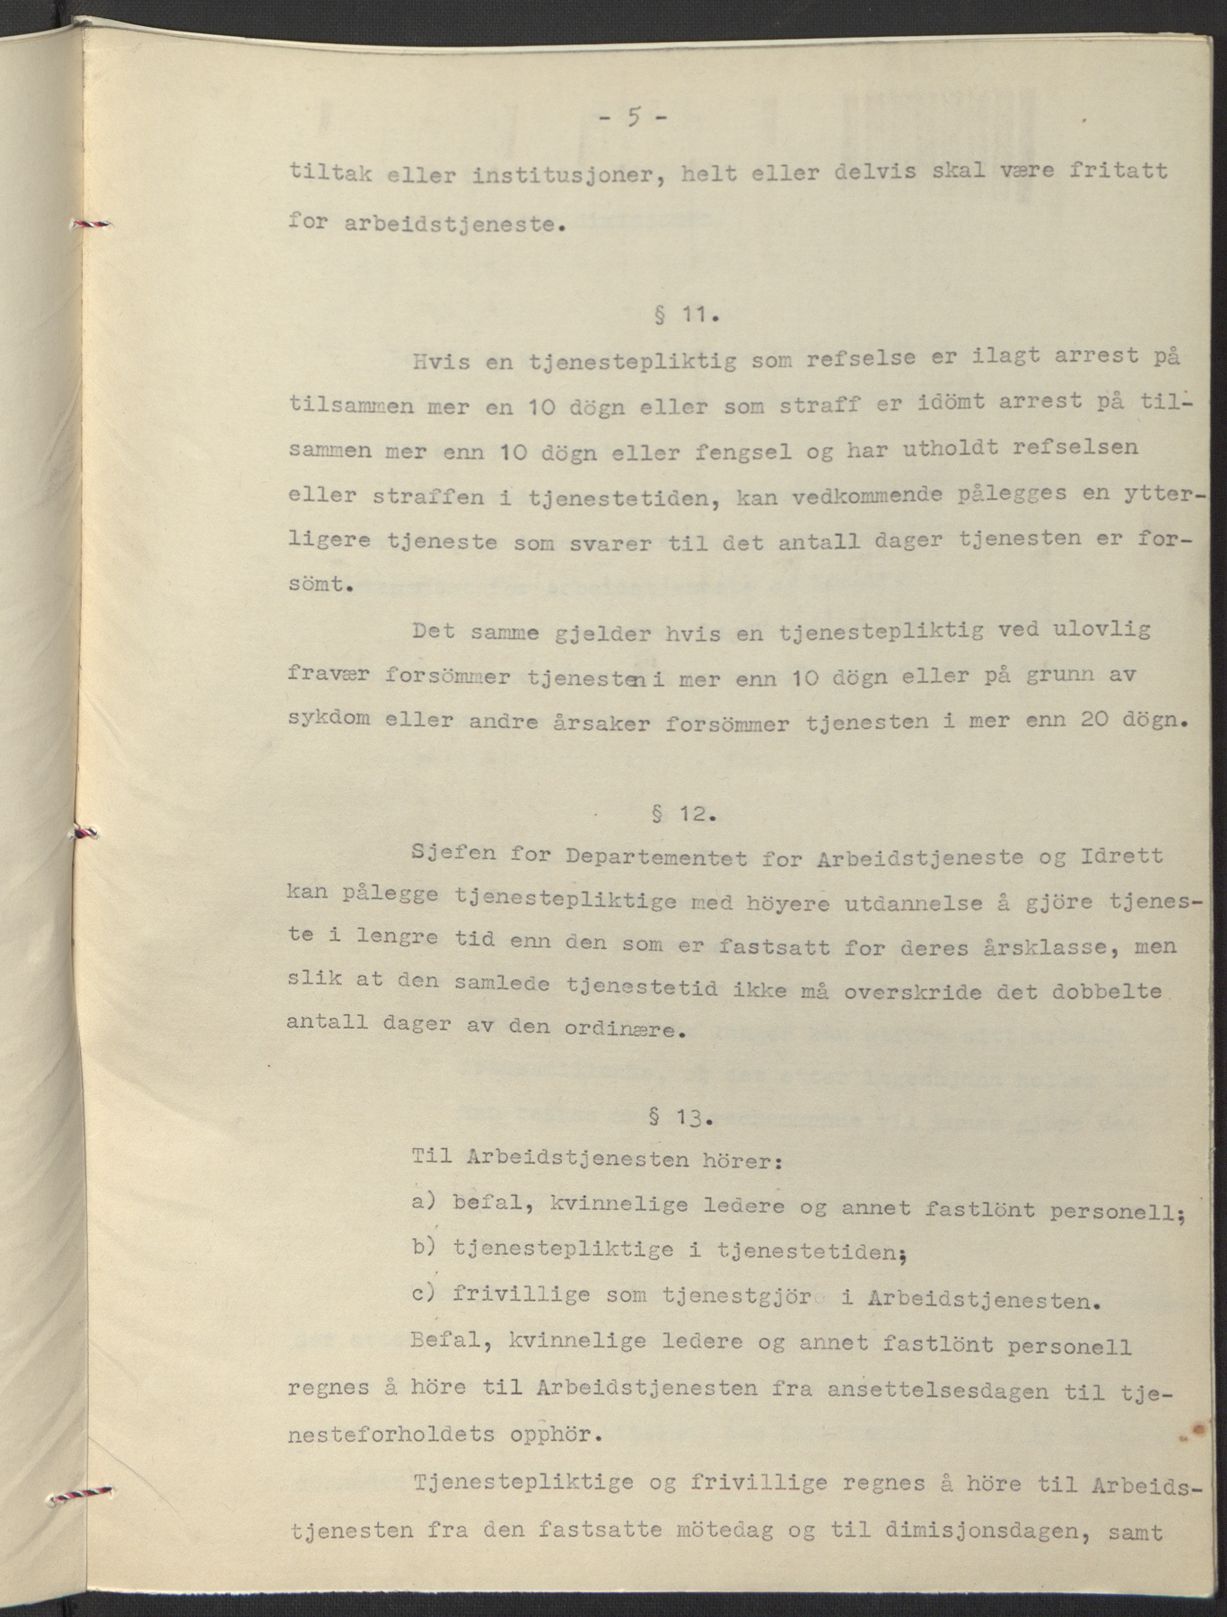 - 5 -
tiltak eller institusjoner, helt eller delvis skal være fritatt
for arbeidstjeneste.
§ 11.
Hvis en tjenestepliktig som refselse er ilagt arrest på
tilsammen mer en 10 dögn eller som straff er idömt arrest på til-
sammen mer enn 10 dögn eller fengsel og har utholdt refselsen
eller straffen i tjenestetiden, kan vedkommende pålegges en ytter-
ligere tjeneste som svarer til det antall dager tjenesten er for-
sömt.
Det samme gjelder hvis en tjenestepliktig ved ulovlig
fravær forsömmer tjenesten i mer enn 10 dögn eller på grunn av
sykdom eller andre årsaker forsömmer tjenesten i mer enn 20 dögn.
§ 12.
Sjefen for Departementet for Arbeidstjeneste og Idrett
kan pålegge tjenestepliktige med höyere utdannelse å gjöre tjenes-
te i lengre tid enn den som er fastsatt for deres årsklasse, men
slik at den samlede tjenestetid ikke må overskride det dobbelte
antall dager av den ordinære.
§ 13.
Til Arbeidstjenesten hörer:
a) befal, kvinnelige ledere og annet fastlönt personell;
b) tjenestepliktige i tjenestetiden;
c) frivillige som tjenestgjör i Arbeidstjenesten.
Befal, kvinnelige ledere og annet fastlönt personell
regnes å höre til Arbeidstjenesten fra ansettelsesdagen til tje-
nesteforholdets opphör.
Tjenestepliktige og frivillige regnes å höre til Arbeids-
tjenesten fra den fastsatte mötedag og til dimisjonsdagen, samt